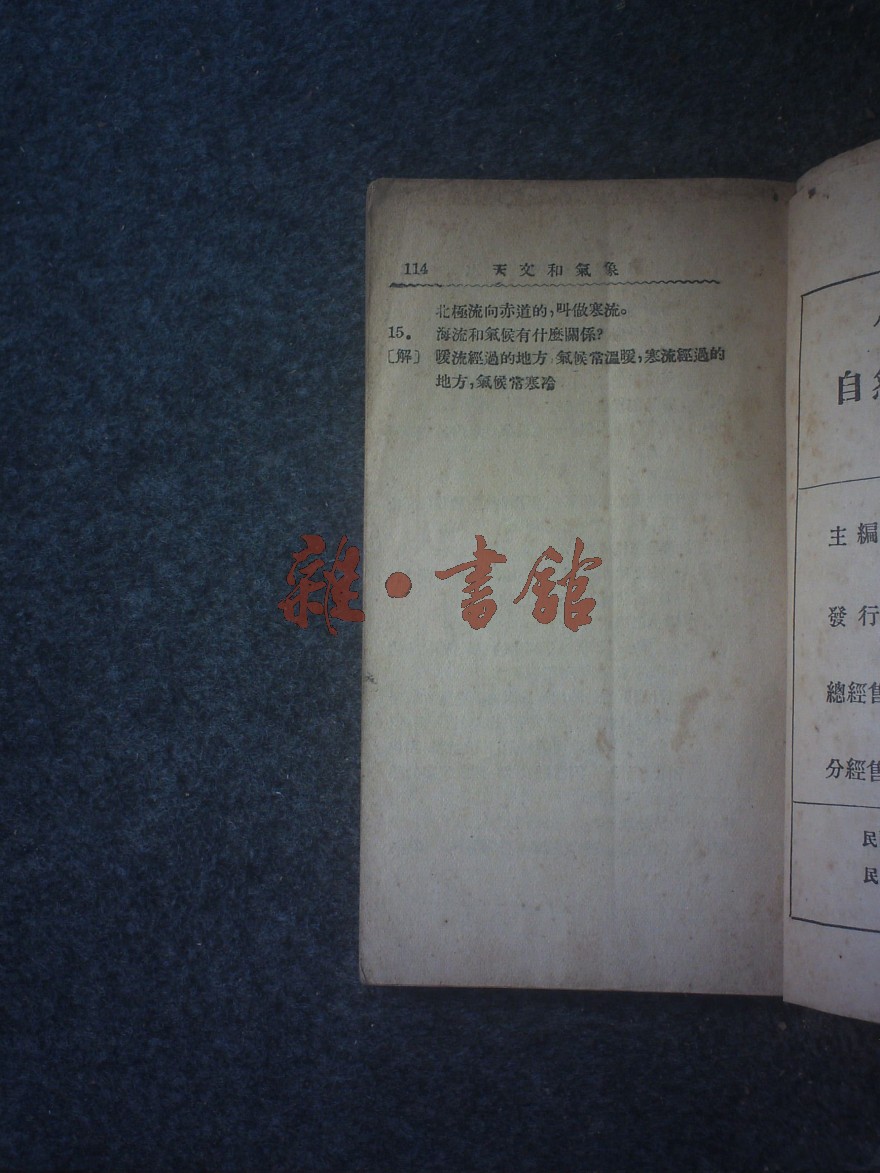 114 天文和氣象
北極流向赤道的,叫做寒流。
15. 海流和氣候有什麼關係?
〔解〕 暖流經過的地方 氣候常溫暖,寒流經過的
地方,氣候常寒冷
雜·書館
自然
主編
發行
總經售
分經售
民
民